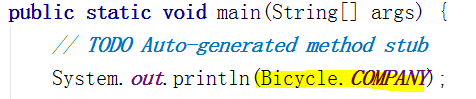 public static void main(String[] args) {
// TODO Auto-generated method stub
System.out.println(Bicycle.COMPANY);